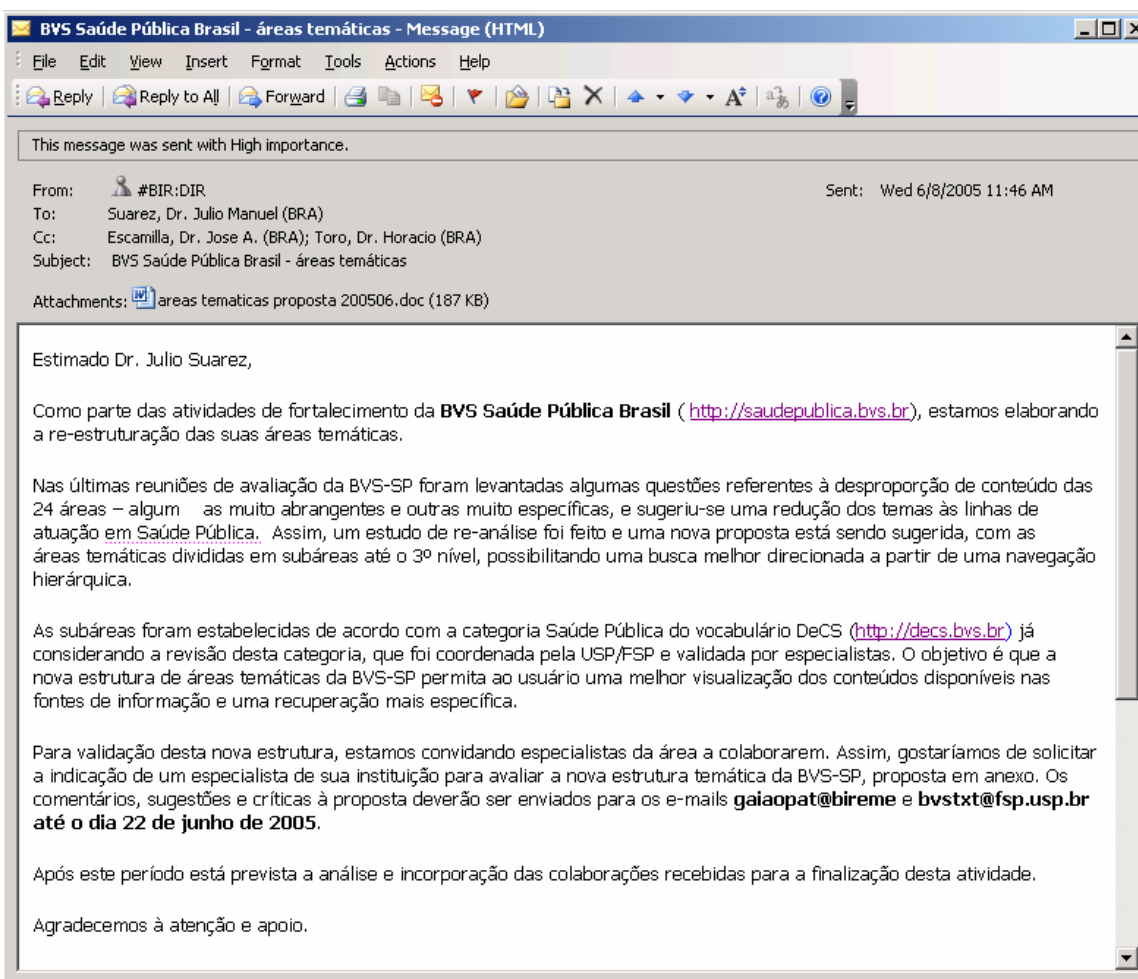 BVS Saúde Pública Brasil - áreas temáticas - Message (HTML)
File Edit View Insert Format Tools Actions Help
Reply Reply to All Forward
This message was sent with High importance.
From: #BIR:DIR Sent: Wed 6/8/2005 11:46 AM
To: Suarez, Dr. Julio Manuel (BRA)
Cc: Escamilla, Dr. Jose A. (BRA); Toro, Dr. Horacio (BRA)
Subject: BVS Saúde Pública Brasil - áreas temáticas
Attachments: areas tematicas proposta 200506.doc (187 KB)
Estimado Dr. Julio Suarez,
Como parte das atividades de fortalecimento da BVS Saúde Pública Brasil ( http://saudepublica.bvs.br), estamos elaborando
a re-estruturação das suas áreas temáticas.
Nas últimas reuniões de avaliação da BVS-SP foram levantadas algumas questões referentes à desproporção de conteúdo das
24 áreas – algum as muito abrangentes e outras muito específicas, e sugeriu-se uma redução dos temas às linhas de
atuação em Saúde Pública. Assim, um estudo de re-análise foi feito e uma nova proposta está sendo sugerida, com as
áreas temáticas divididas em subáreas até o 3º nível, possibilitando uma busca melhor direcionada a partir de uma navegação
hierárquica.
As subáreas foram estabelecidas de acordo com a categoria Saúde Pública do vocabulário DeCS (http://decs.bvs.br) já
considerando a revisão desta categoria, que foi coordenada pela USP/FSP e validada por especialistas. O objetivo é que a
nova estrutura de áreas temáticas da BVS-SP permita ao usuário uma melhor visualização dos conteúdos disponíveis nas
fontes de informação e uma recuperação mais específica.
Para validação desta nova estrutura, estamos convidando especialistas da área a colaborarem. Assim, gostaríamos de solicitar
a indicação de um especialista de sua instituição para avaliar a nova estrutura temática da BVS-SP, proposta em anexo. Os
comentários, sugestões e críticas à proposta deverão ser enviados para os e-mails gaiaopat@bireme e bvstxt@fsp.usp.br
até o dia 22 de junho de 2005.
Após este período está prevista a análise e incorporação das colaborações recebidas para a finalização desta atividade.
Agradecemos à atenção e apoio.